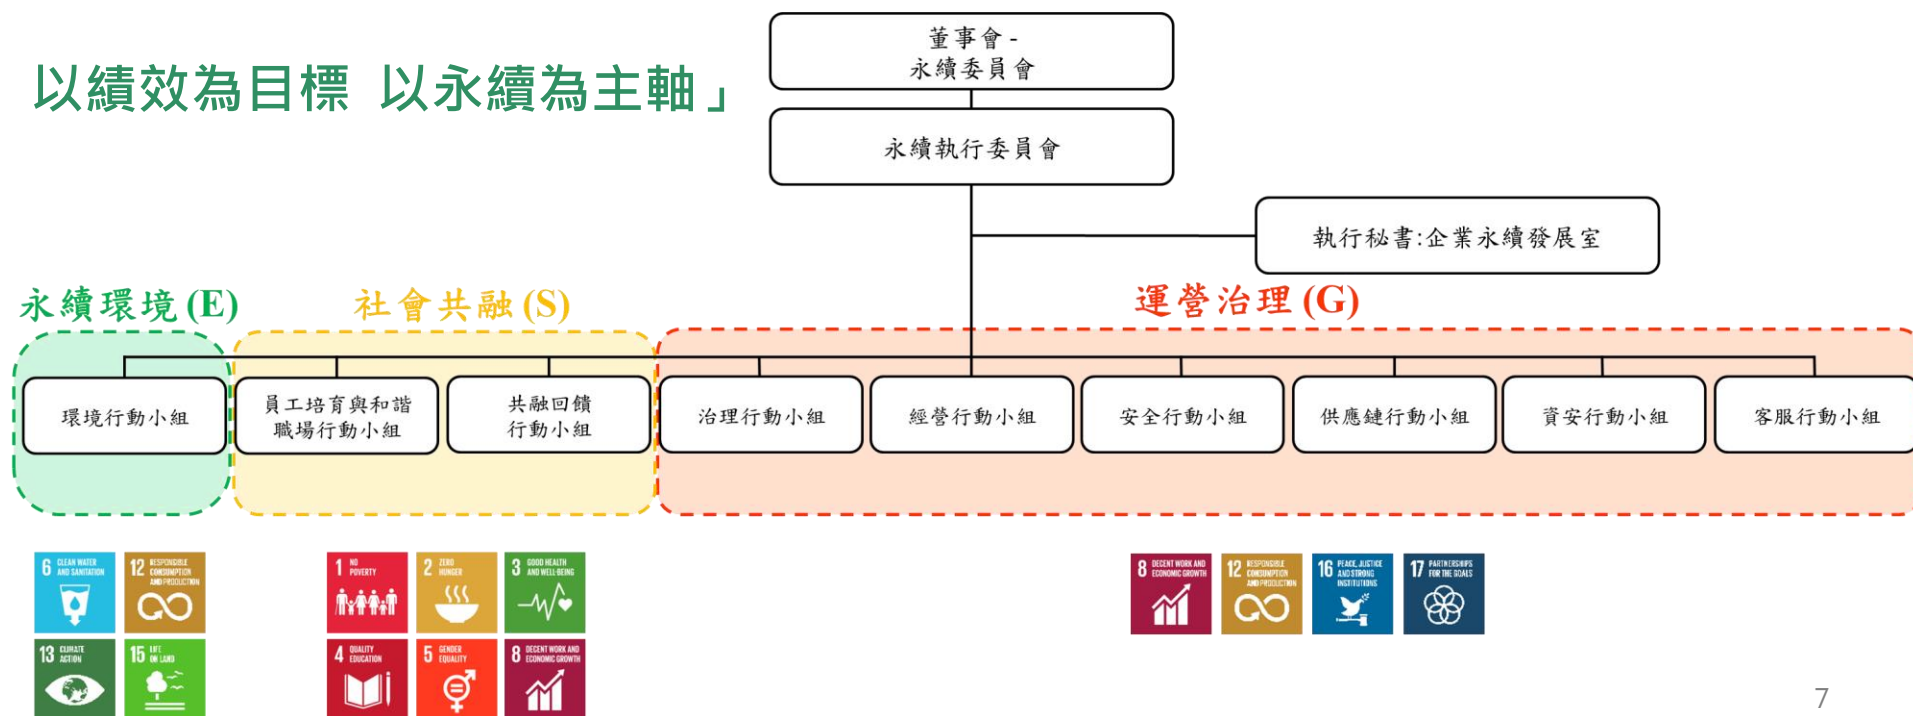 以績效為目標 以永續為主軸」
董事會-
永續委員會
永續執行委員會
執行秘書:企業永續發展室
永續環境(E)
社會共融(S)
運營治理(G)
環境行動小組
員工培育與和諧
職場行動小組
共融回饋
行動小組
治理行動小組
經營行動小組
安全行動小組
供應鏈行動小組
資安行動小組
客服行動小組
6 CLEAN WATER
AND SANITATION
12 RESPONSIBLE
CONSUMPTION
AND PRODUCTION
13 CLIMATE
ACTION
15 LIFE
ON LAND
1 NO
POVERTY
2 ZERO
HUNGER
3 GOOD HEALTH
AND WELL-BEING
4 QUALITY
EDUCATION
5 GENDER
EQUALITY
8 DECENT WORK AND
ECONOMIC GROWTH
8 DECENT WORK AND
ECONOMIC GROWTH
12 RESPONSIBLE
CONSUMPTION
AND PRODUCTION
16 PEACE, JUSTICE
AND STRONG
INSTITUTIONS
17 PARTNERSHIPS
FOR THE GOALS
7